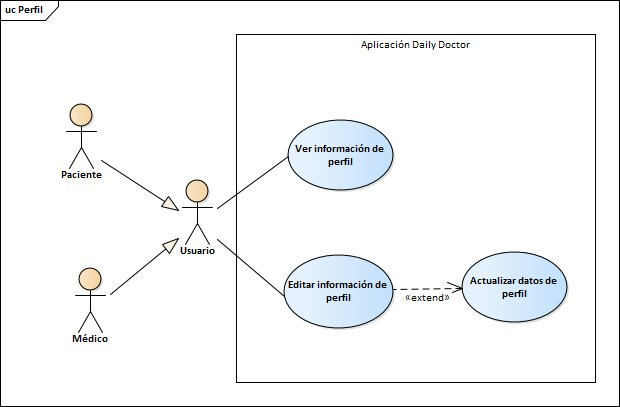 uc Perfil
Aplicación Daily Doctor
Ver información de
perfil
Paciente
Usuario
Editar información de
perfil
«extend»
Actualizar datos de
perfil
Médico